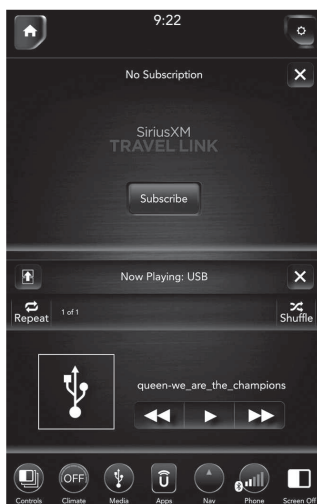 9:22
No Subscription
SiriusXM
TRAVEL LINK
Subscribe
Now Playing: USB
Repeat
1 of 1
Shuffle
queen-we_are_the_champions
OFF
Controls Climate Media Apps Nav Phone Screen Off